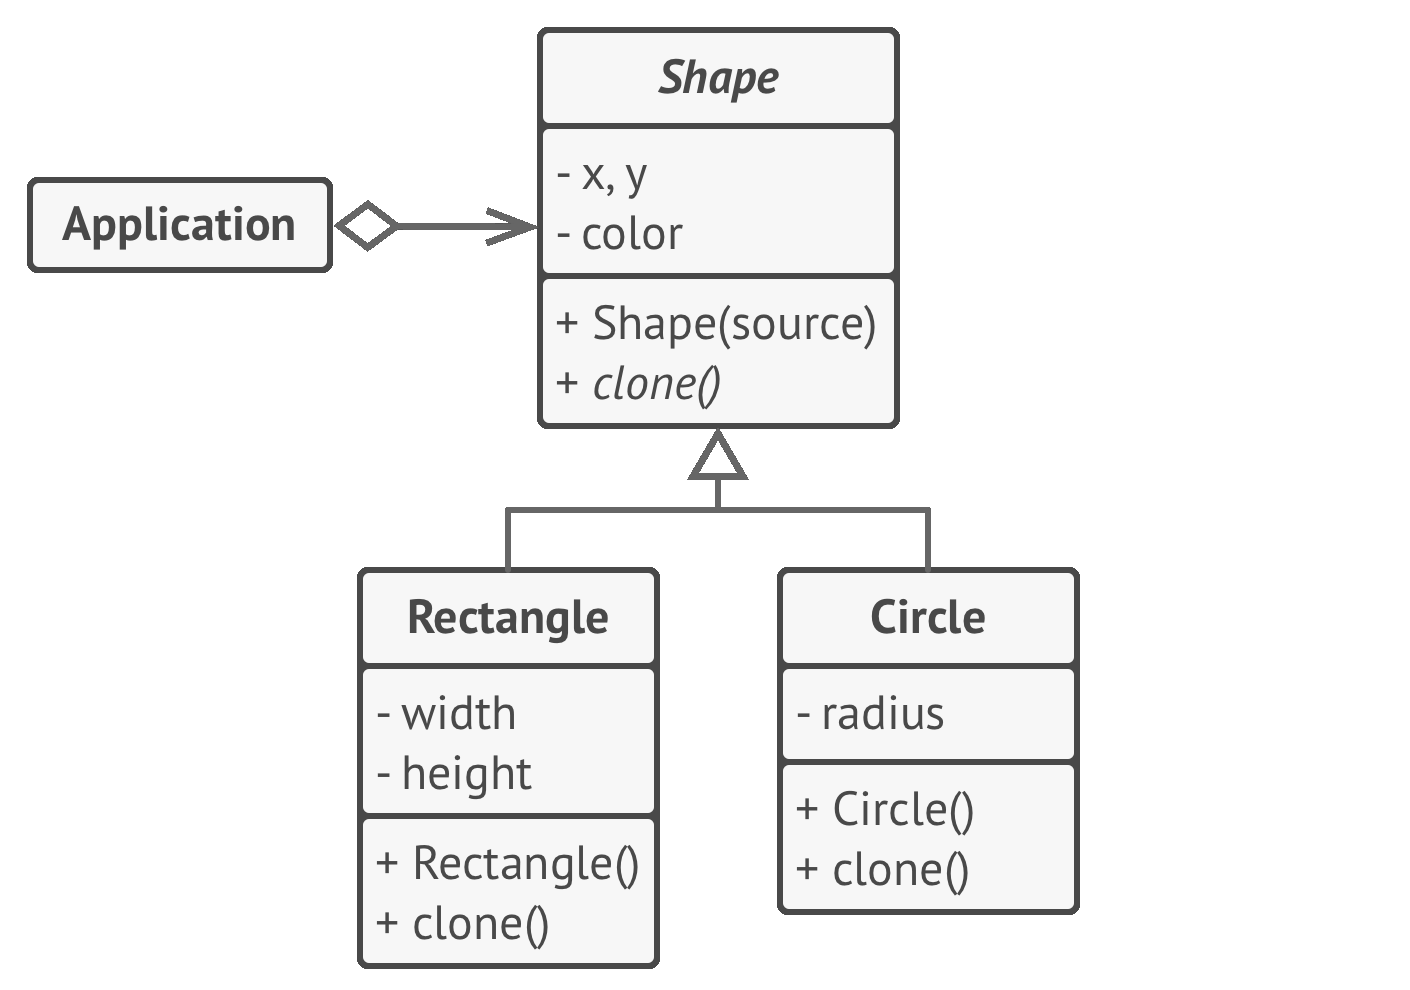 Shape
- x, y
- color
+ Shape(source)
+ clone()
Application
Rectangle
- width
- height
+ Rectangle()
+ clone()
Circle
- radius
+ Circle()
+ clone()